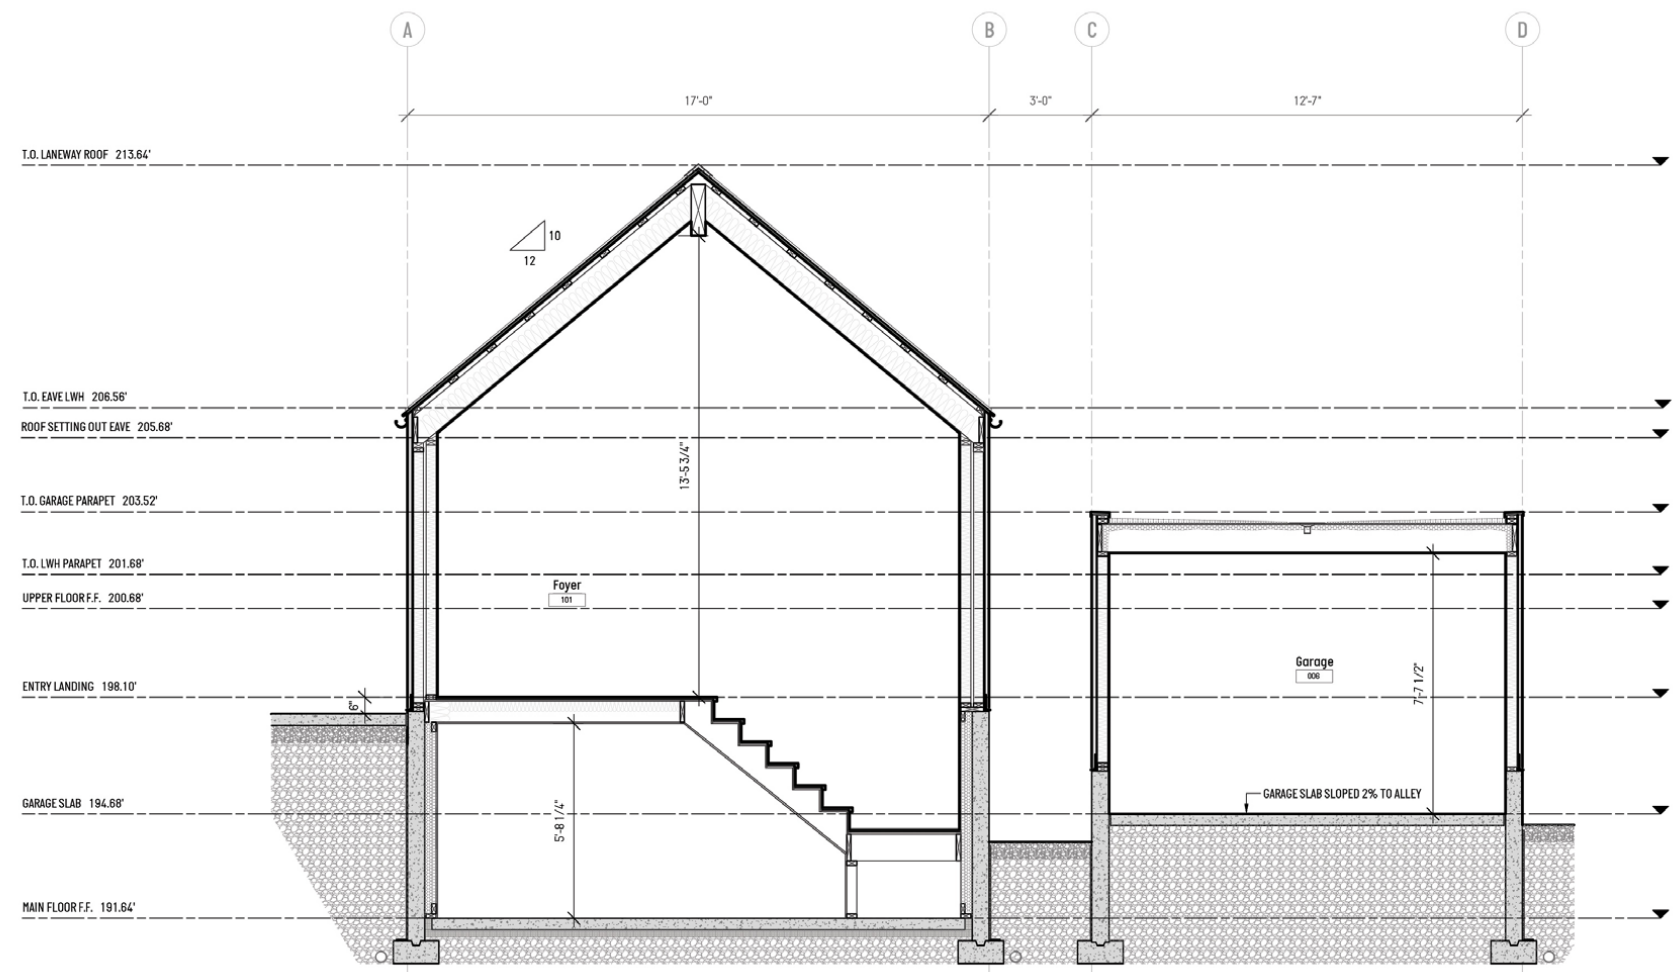 A
B
C
D
17'-0"
3'-0"
12'-7"
T.O. LANEWAY ROOF 213.64'
10
12
T.O. EAVE LWH 206.56'
ROOF SETTING OUT EAVE 205.68'
13'-5 3/4"
T.O. GARAGE PARAPET 203.52'
T.O. LWH PARAPET 201.68'
Foyer
101
UPPER FLOOR F.F. 200.68'
Garage
006
7'-7 1/2"
ENTRY LANDING 198.10'
6"
GARAGE SLAB 194.68'
GARAGE SLAB SLOPED 2% TO ALLEY
5'-8 1/4"
MAIN FLOOR F.F. 191.64'